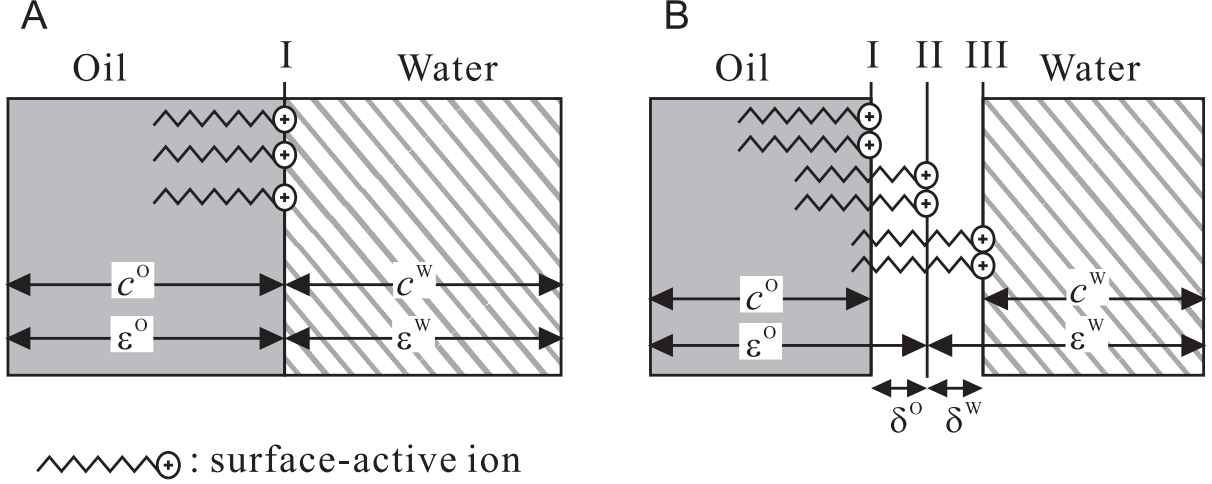 A
Oil
I
Water
c^O
c^W
ε^O
ε^W
B
Oil
I
II
III
Water
c^O
c^W
ε^O
ε^W
δ^O
δ^W
: surface-active ion